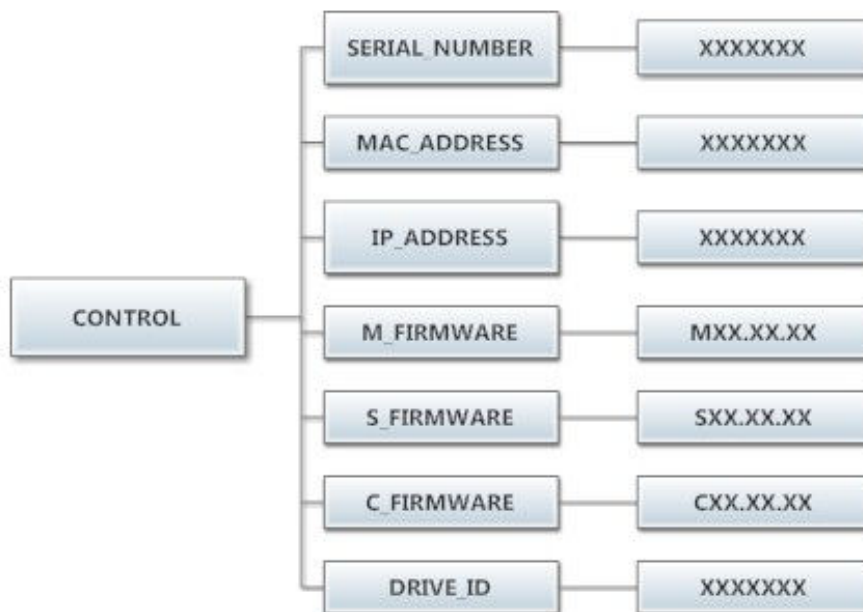 SERIAL_NUMBER XXXXXXX
MAC_ADDRESS XXXXXXX
IP_ADDRESS XXXXXXX
CONTROL
M_FIRMWARE MXX.XX.XX
S_FIRMWARE SXX.XX.XX
C_FIRMWARE CXX.XX.XX
DRIVE_ID XXXXXXX